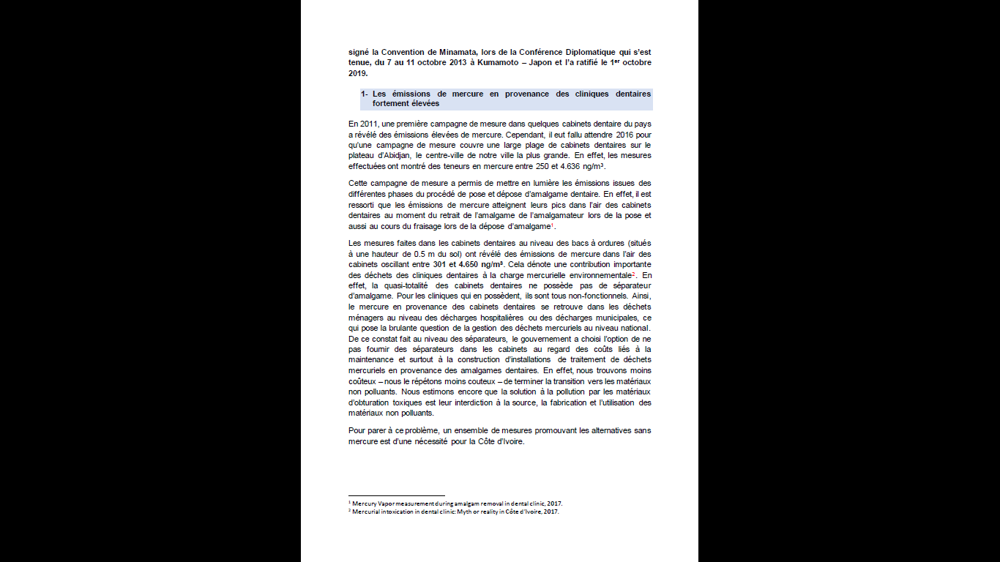 signé la Convention de Minamata, lors de la Conférence Diplomatique qui s'est
tenue, du 7 au 11 octobre 2013 à Kumamoto – Japon et l'a ratifié le 1er octobre
2019.
1- Les émissions de mercure en provenance des cliniques dentaires
fortement élevées
En 2011, une première campagne de mesure dans quelques cabinets dentaire du pays
a révélé des émissions élevées de mercure. Cependant, il eut fallu attendre 2016 pour
qu'une campagne de mesure couvre une large plage de cabinets dentaires sur le
plateau d'Abidjan, le centre-ville de notre ville la plus grande. En effet, les mesures
effectuées ont montré des teneurs en mercure entre 250 et 4.636 ng/m³.
Cette campagne de mesure a permis de mettre en lumière les émissions issues des
différentes phases du procédé de pose et dépose d'amalgame dentaire. En effet, il est
ressorti que les émissions de mercure atteignent leurs pics dans l'air des cabinets
dentaires au moment du retrait de l'amalgame de l'amalgamateur lors de la pose et
aussi au cours du fraisage lors de la dépose d'amalgame¹.
Les mesures faites dans les cabinets dentaires au niveau des bacs à ordures (situés
à une hauteur de 0.5 m du sol) ont révélé des émissions de mercure dans l'air des
cabinets oscillant entre 301 et 4.650 ng/m³. Cela dénote une contribution importante
des déchets des cliniques dentaires à la charge mercurielle environnementale². En
effet, la quasi-totalité des cabinets dentaires ne possède pas de séparateur
d'amalgame. Pour les cliniques qui en possèdent, ils sont tous non-fonctionnels. Ainsi,
le mercure en provenance des cabinets dentaires se retrouve dans les déchets
ménagers au niveau des décharges hospitalières ou des décharges municipales, ce
qui pose la brulante question de la gestion des déchets mercuriels au niveau national.
De ce constat fait au niveau des séparateurs, le gouvernement a choisi l'option de ne
pas fournir des séparateurs dans les cabinets au regard des coûts liés à la
maintenance et surtout à la construction d'installations de traitement de déchets
mercuriels en provenance des amalgames dentaires. En effet, nous trouvons moins
coûteux – nous le répétons moins couteux – de terminer la transition vers les matériaux
non polluants. Nous estimons encore que la solution à la pollution par les matériaux
d'obturation toxiques est leur interdiction à la source, la fabrication et l'utilisation des
matériaux non polluants.
Pour parer à ce problème, un ensemble de mesures promouvant les alternatives sans
mercure est d'une nécessité pour la Côte d'Ivoire.
¹ Mercury Vapor measurement during amalgam removal in dental clinic, 2017.
² Mercurial intoxication in dental clinic: Myth or reality in Côte d'Ivoire, 2017.